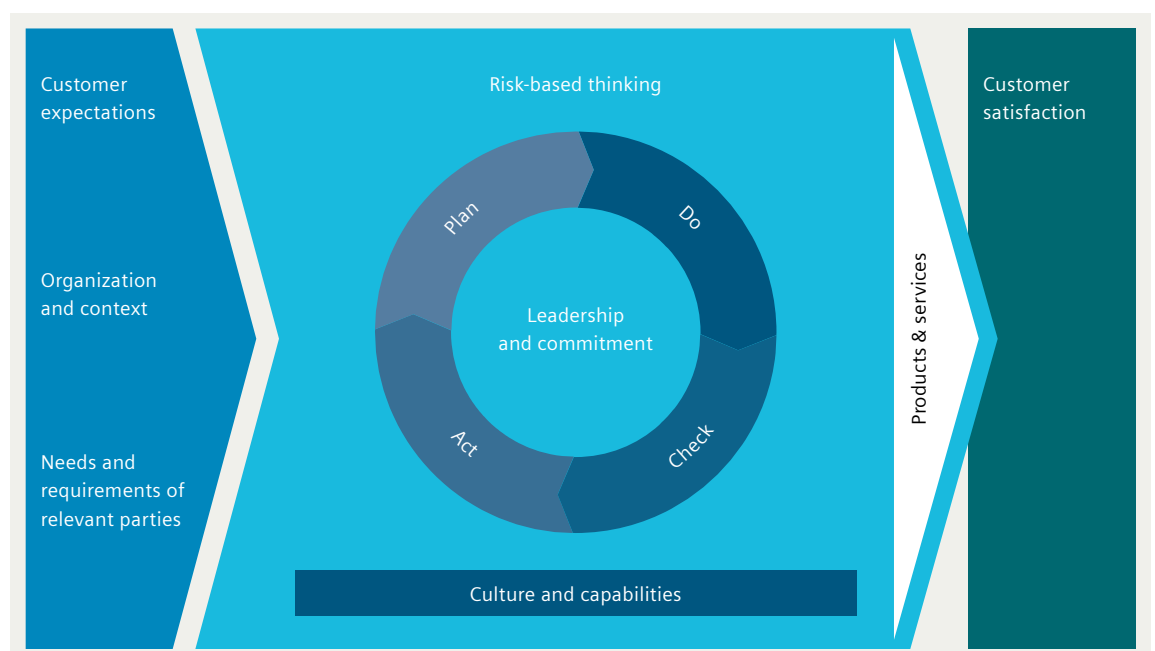 Customer
expectations
Organization
and context
Needs and
requirements of
relevant parties
Risk-based thinking
Plan
Do
Check
Act
Leadership
and commitment
Culture and capabilities
Products & services
Customer
satisfaction